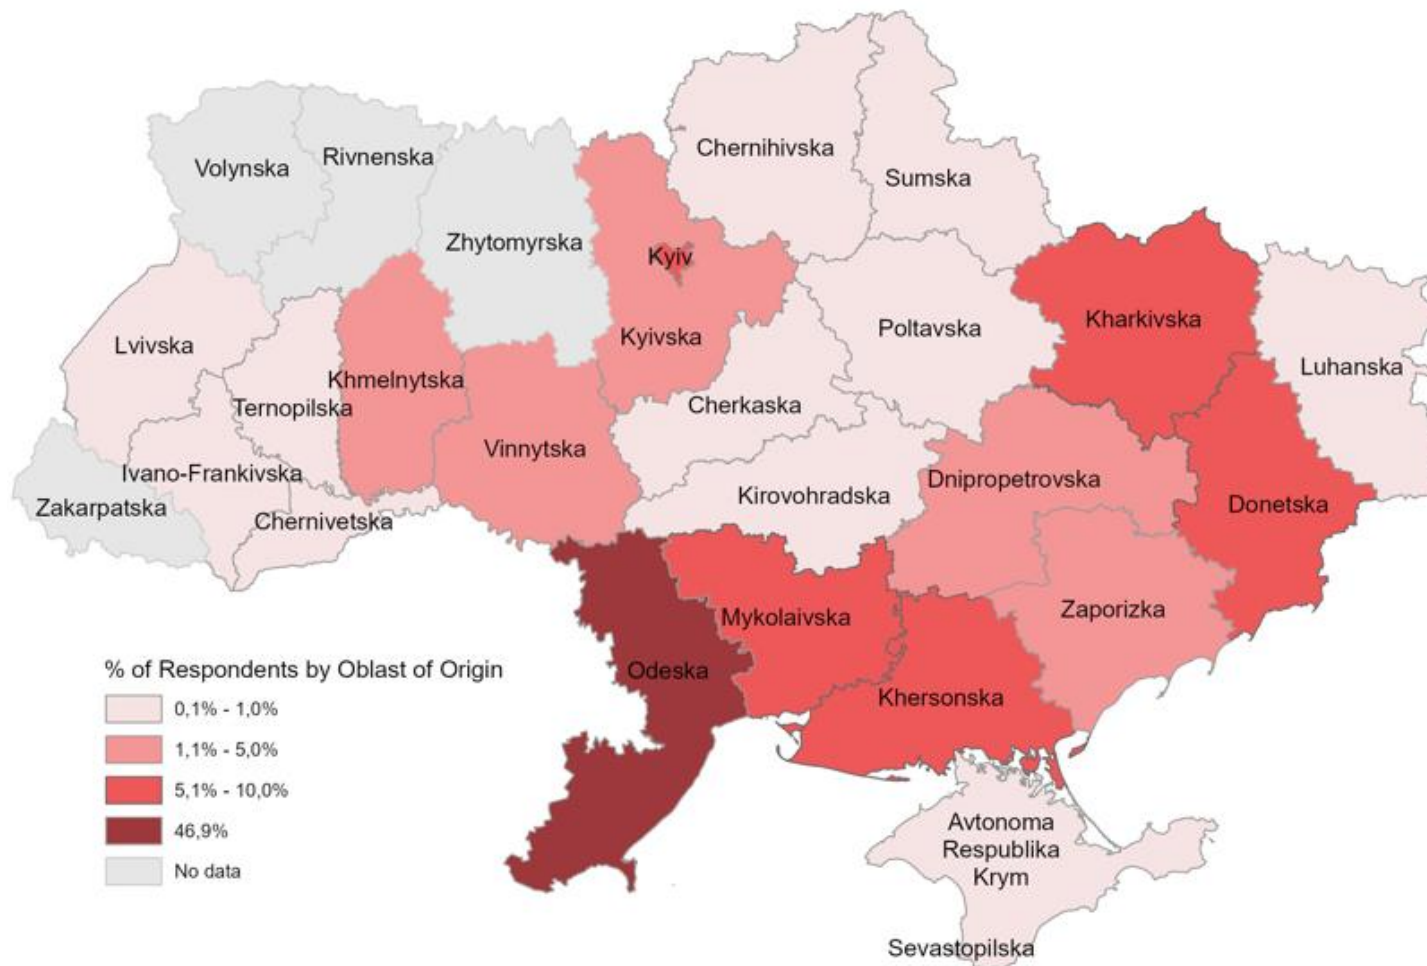 Chernihivska
Rivnenska
Volynska
Sumska
Zhytomyrska
Kyiv
Kharkivska
Poltavska
Kyivska
Lvivska
Luhanska
Khmelnytska
Ternopilska
Cherkaska
Vinnytska
Ivano-Frankivska
Dnipropetrovska
Kirovohradska
Donetska
Zakarpatska
Chernivetska
Zaporizka
Mykolaivska
Odeska
Khersonska
% of Respondents by Oblast of Origin
0,1% - 1,0%
1,1% - 5,0%
5,1% - 10,0%
46,9%
No data
Avtonoma
Respublika
Krym
Sevastopilska